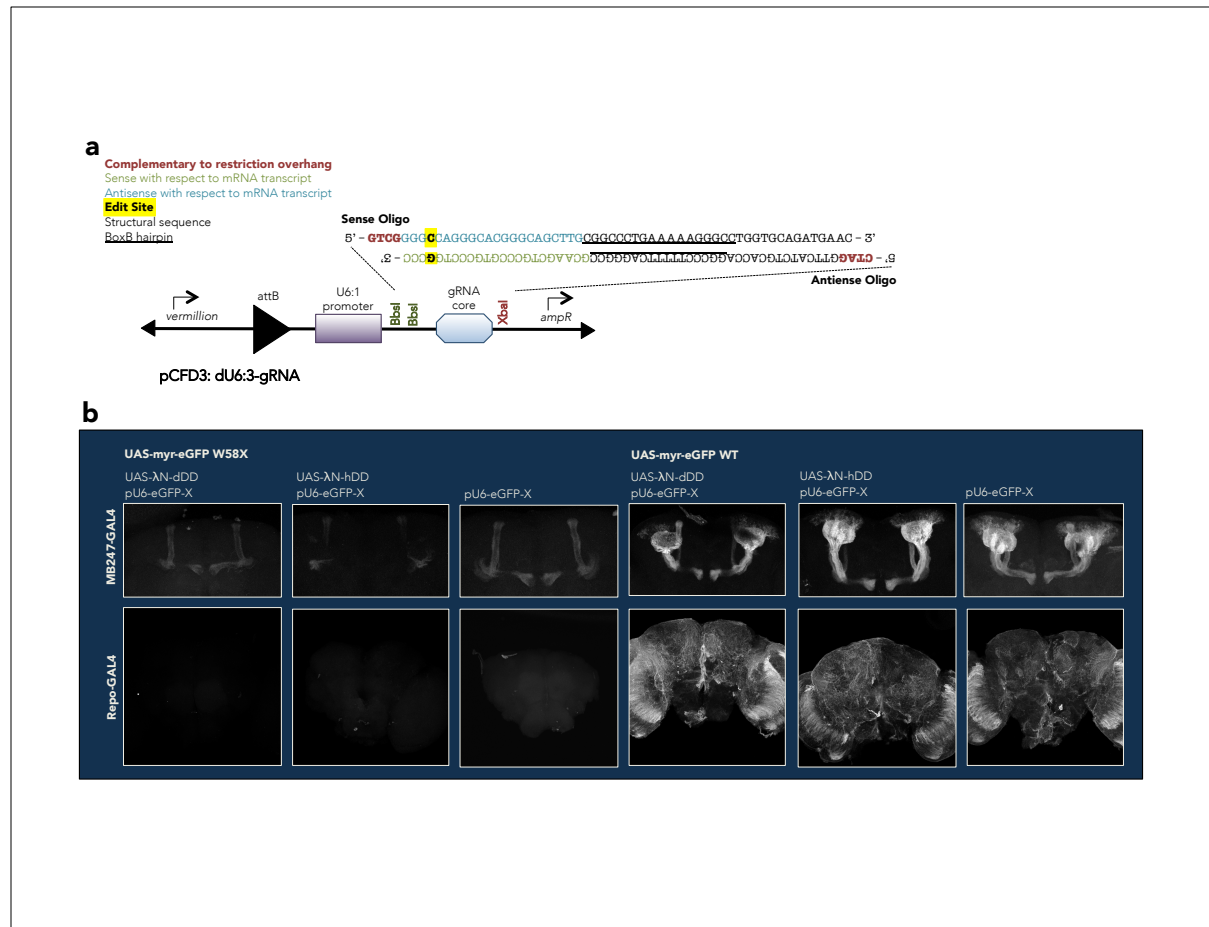 a
Complementary to restriction overhang
Sense with respect to mRNA transcript
Antisense with respect to mRNA transcript
Edit Site
Structural sequence
BoxB hairpin
Sense Oligo
5' – GTCGGGGCCAGGGCACGGGCAGCTTGCGGCCCTGAAAAAGGGCCTGGTGCAGATGAAC – 3'
5' – CTAGGTTCATCTGCACCAGGCCCTTTTTCAGGGCCGCAAGCTGCCCGTGCCCTGGCCC – 3'
Antiense Oligo
vermillion
attB
U6:1 promoter
BbsI
BbsI
gRNA core
XbaI
ampR
pCFD3: dU6:3-gRNA
b
UAS-myr-eGFP W58X
UAS-myr-eGFP WT
UAS-λN-dDD
pU6-eGFP-X
UAS-λN-hDD
pU6-eGFP-X
pU6-eGFP-X
UAS-λN-dDD
pU6-eGFP-X
UAS-λN-hDD
pU6-eGFP-X
pU6-eGFP-X
MB247-GAL4
Repo-GAL4